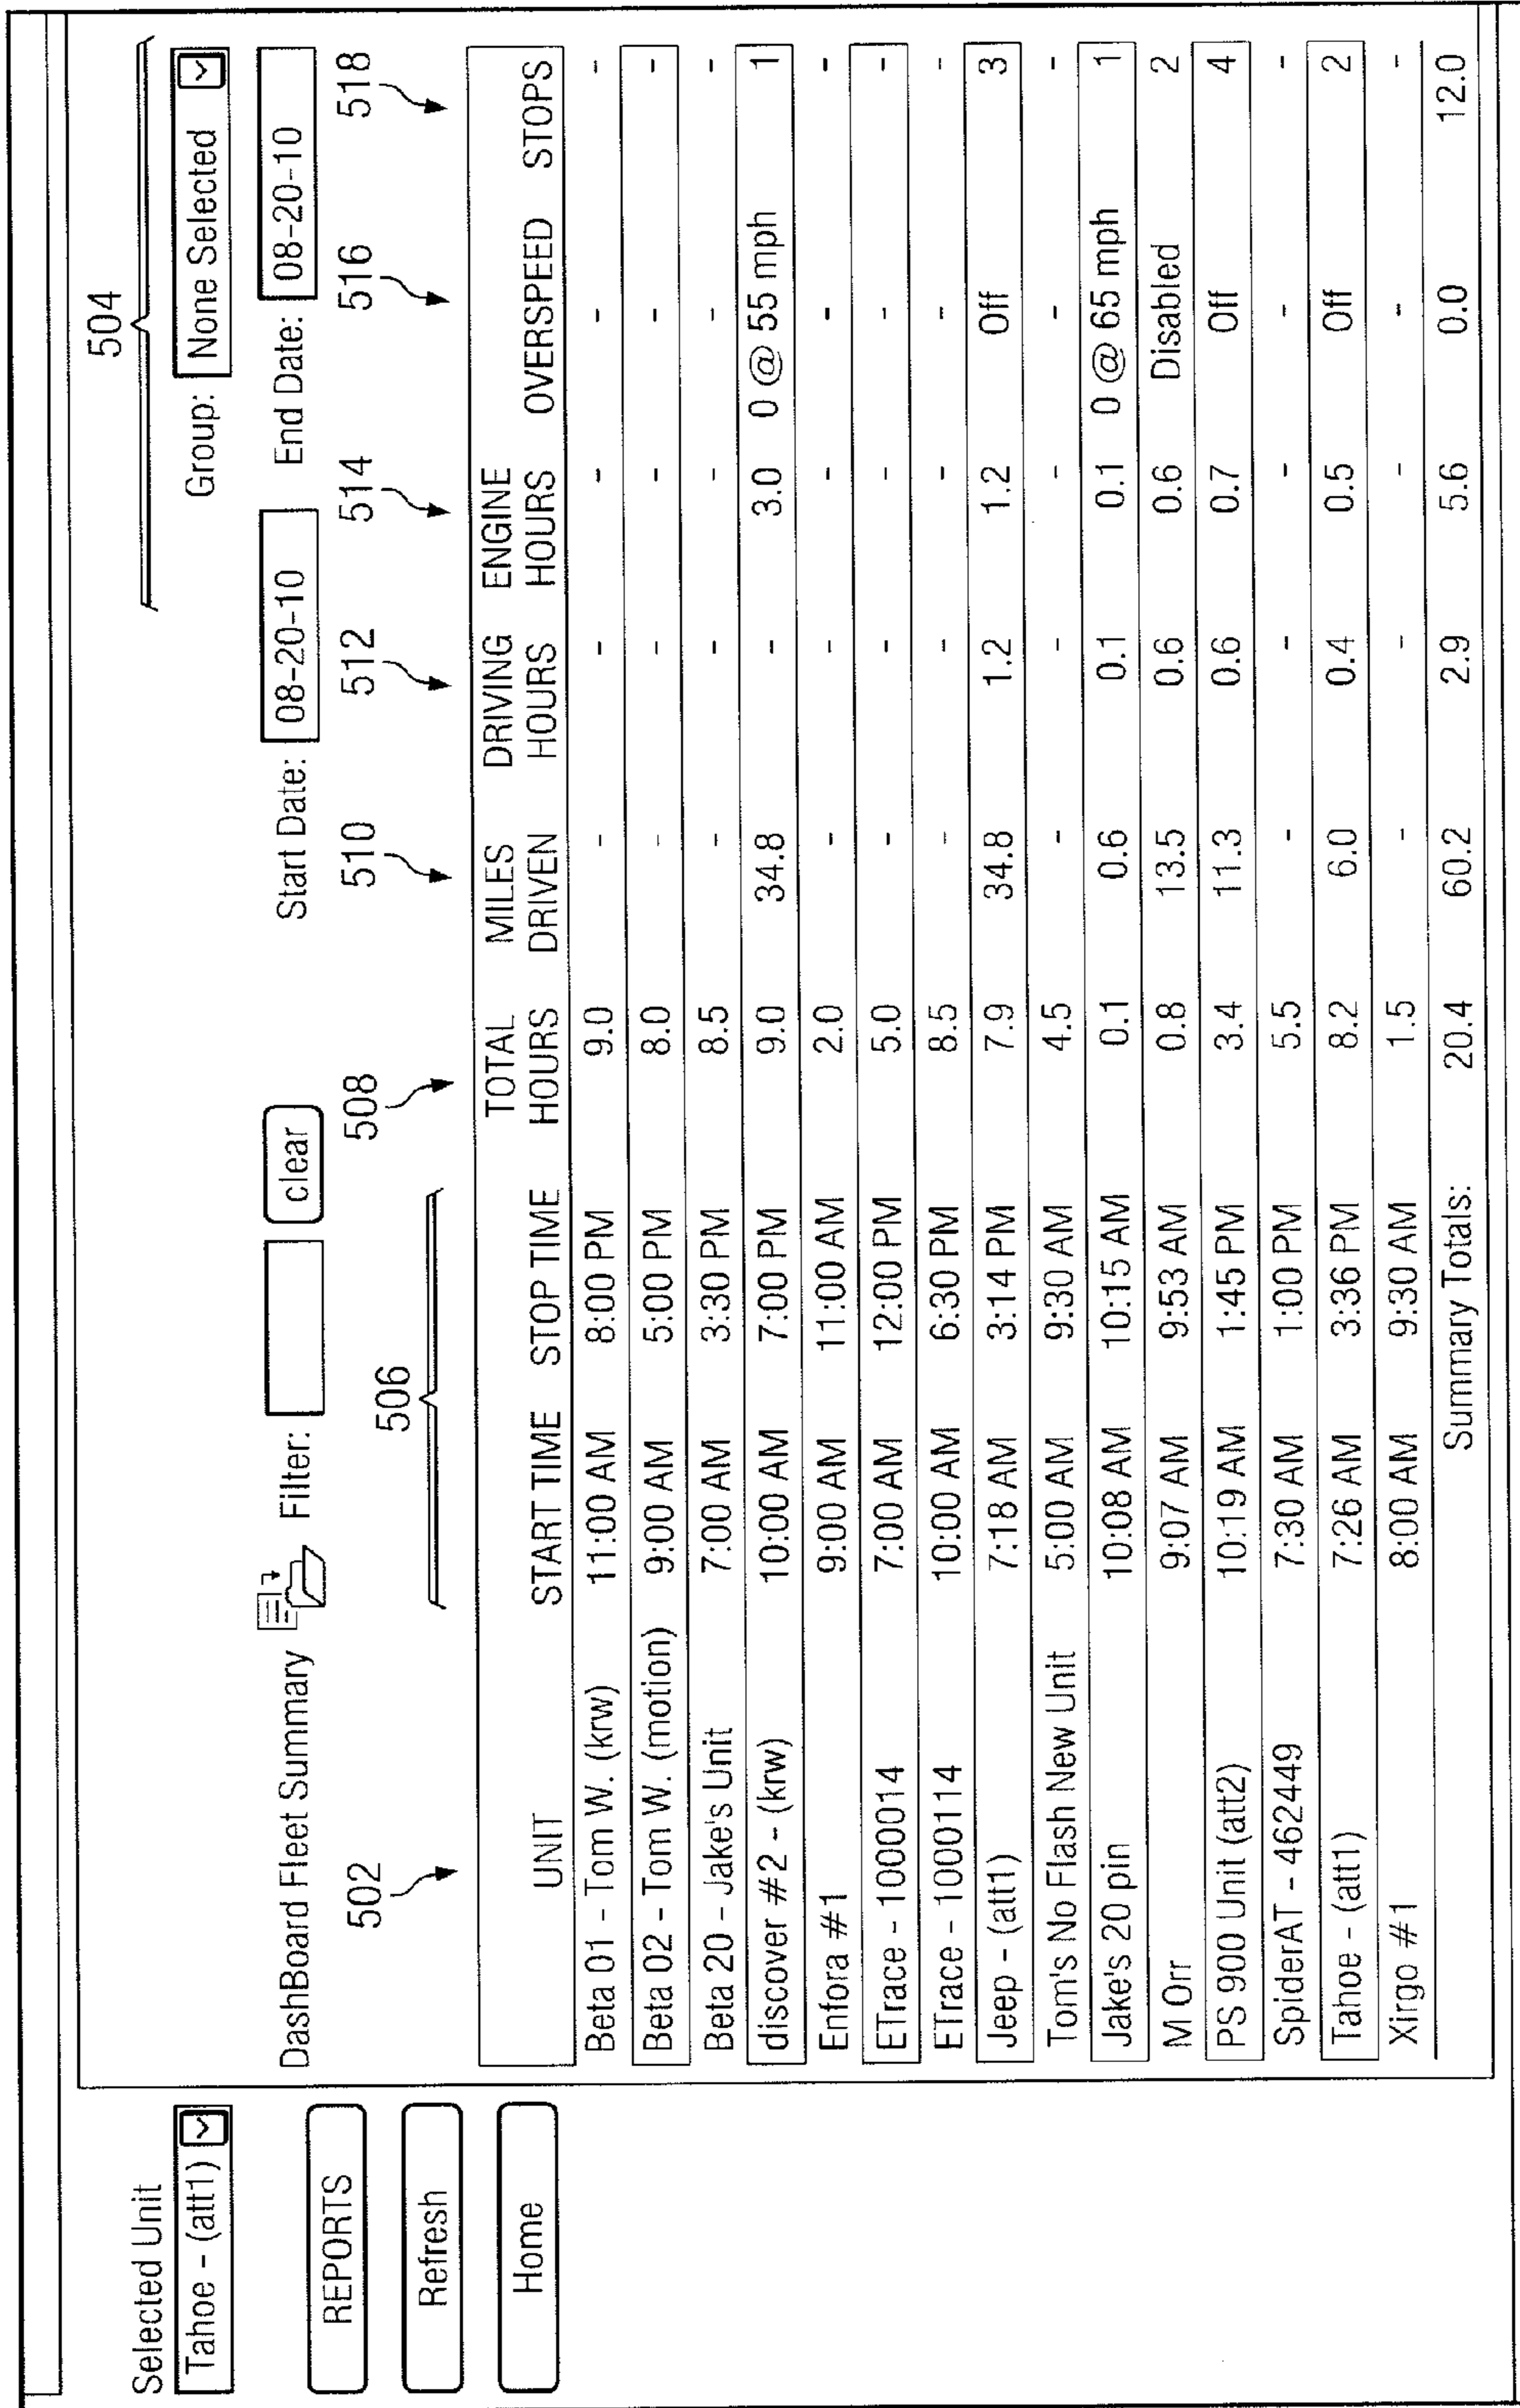 Selected Unit
Tahoe - (att1)
REPORTS
Refresh
Home
504
Group: None Selected
DashBoard Fleet Summary Filter: clear Start Date: 08-20-10 End Date: 08-20-10
502 506 508 510 512 514 516 518
TOTAL MILES DRIVING ENGINE
UNIT START TIME STOP TIME HOURS DRIVEN HOURS HOURS OVERSPEED STOPS
Beta 01 - Tom W. (krw) 11:00 AM 8:00 PM 9.0 - - - - -
Beta 02 - Tom W. (motion) 9:00 AM 5:00 PM 8.0 - - - - -
Beta 20 - Jake's Unit 7:00 AM 3:30 PM 8.5 - - - - -
discover #2 - (krw) 10:00 AM 7:00 PM 9.0 34.8 - 3.0 0 @ 55 mph 1
Enfora #1 9:00 AM 11:00 AM 2.0 - - - - -
ETrace - 1000014 7:00 AM 12:00 PM 5.0 - - - - -
ETrace - 1000114 10:00 AM 6:30 PM 8.5 - - - - -
Jeep - (att1) 7:18 AM 3:14 PM 7.9 34.8 1.2 1.2 Off 3
Tom's No Flash New Unit 5:00 AM 9:30 AM 4.5 - - - - -
Jake's 20 pin 10:08 AM 10:15 AM 0.1 0.6 0.1 0.1 0 @ 65 mph 1
M Orr 9:07 AM 9:53 AM 0.8 13.5 0.6 0.6 Disabled 2
PS 900 Unit (att2) 10:19 AM 1:45 PM 3.4 11.3 0.6 0.7 Off 4
SpiderAT - 462449 7:30 AM 1:00 PM 5.5 - - - - -
Tahoe - (att1) 7:26 AM 3:36 PM 8.2 6.0 0.4 0.5 Off 2
Xirgo #1 8:00 AM 9:30 AM 1.5 - - - - -
Summary Totals: 20.4 60.2 2.9 5.6 0.0 12.0